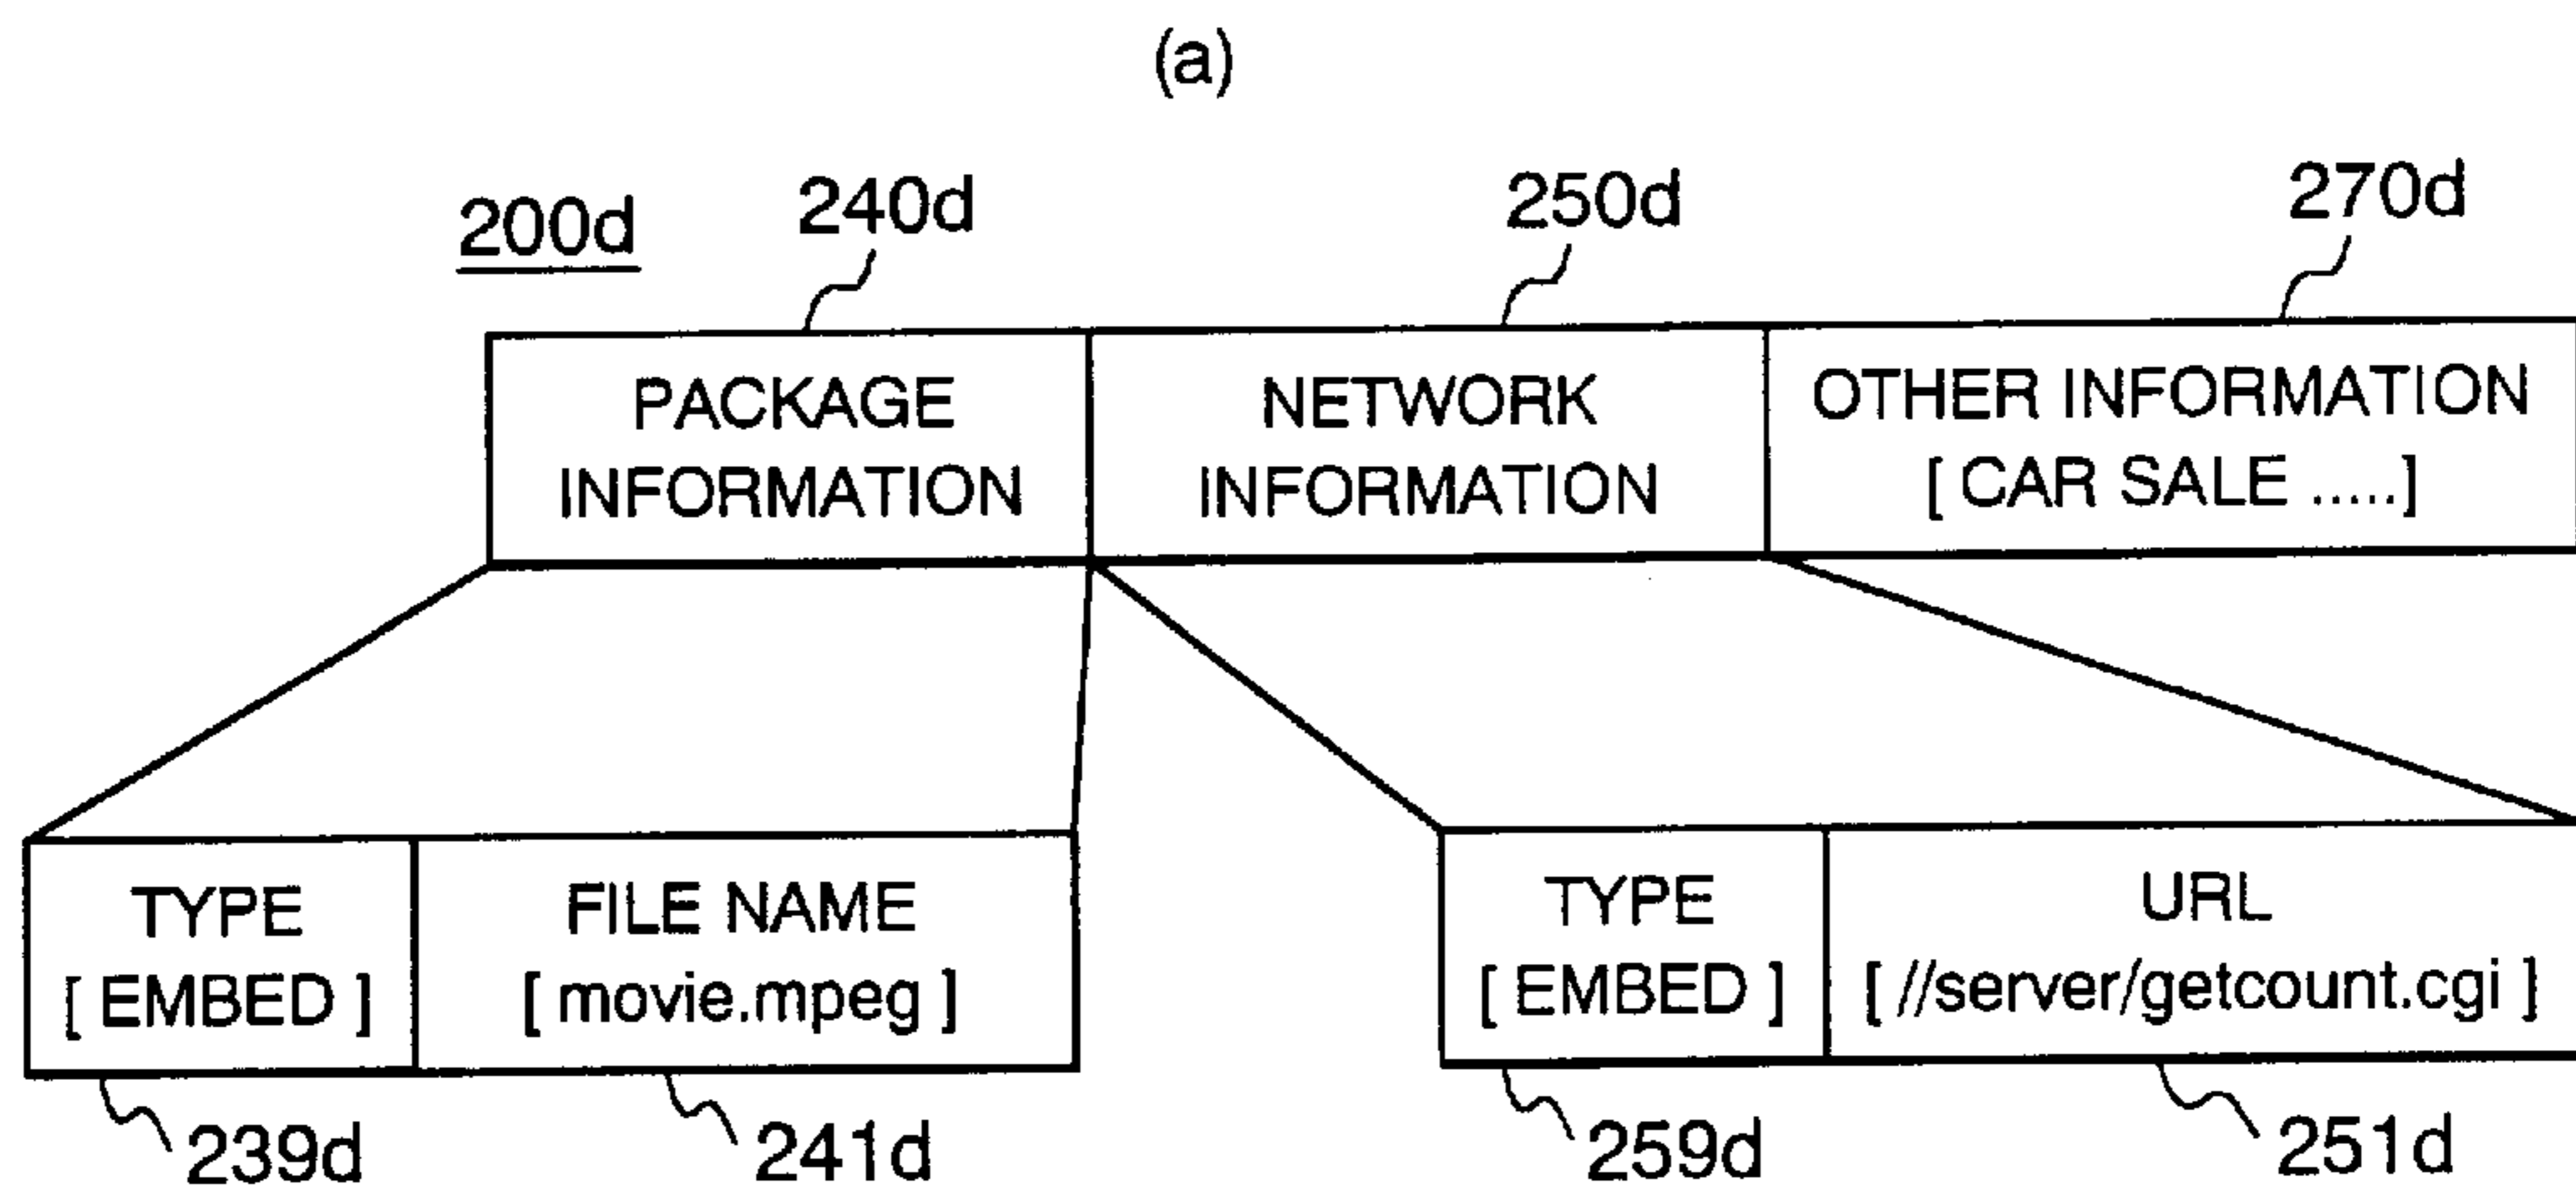 (a)
200d
240d
250d
270d
PACKAGE
INFORMATION
NETWORK
INFORMATION
OTHER INFORMATION
[ CAR SALE ..... ]
TYPE
[ EMBED ]
FILE NAME
[ movie.mpeg ]
TYPE
[ EMBED ]
URL
[ //server/getcount.cgi ]
239d
241d
259d
251d